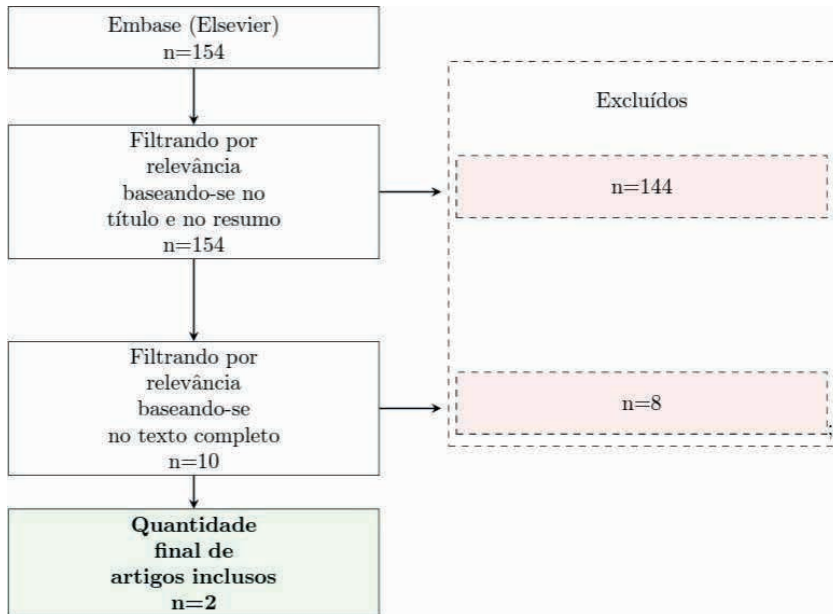 Embase (Elsevier)
n=154
Excluídos
Filtrando por
relevância
baseando-se no
título e no resumo
n=154
n=144
Filtrando por
relevância
baseando-se
no texto completo
n=10
n=8
;
Quantidade
final de
artigos inclusos
n=2